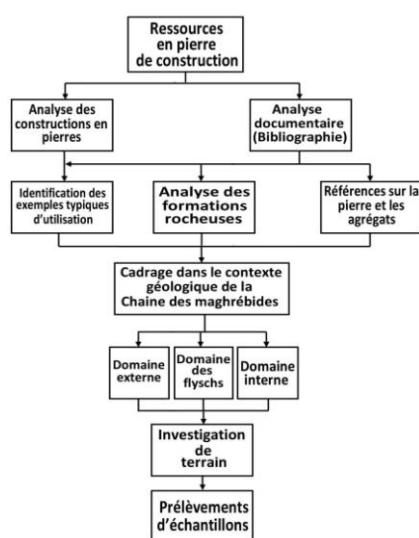 Ressources
en pierre
de construction
Analyse des
constructions en
pierres
Analyse
documentaire
(Bibliographie)
Identification des
exemples typiques
d'utilisation
Analyse des
formations
rocheuses
Références sur la
pierre et les
agrégats
Cadrage dans le contexte
géologique de la
Chaine des maghrébides
Domaine
externe
Domaine
des
flyschs
Domaine
interne
Investigation
de
terrain
Prélèvements
d'échantillons